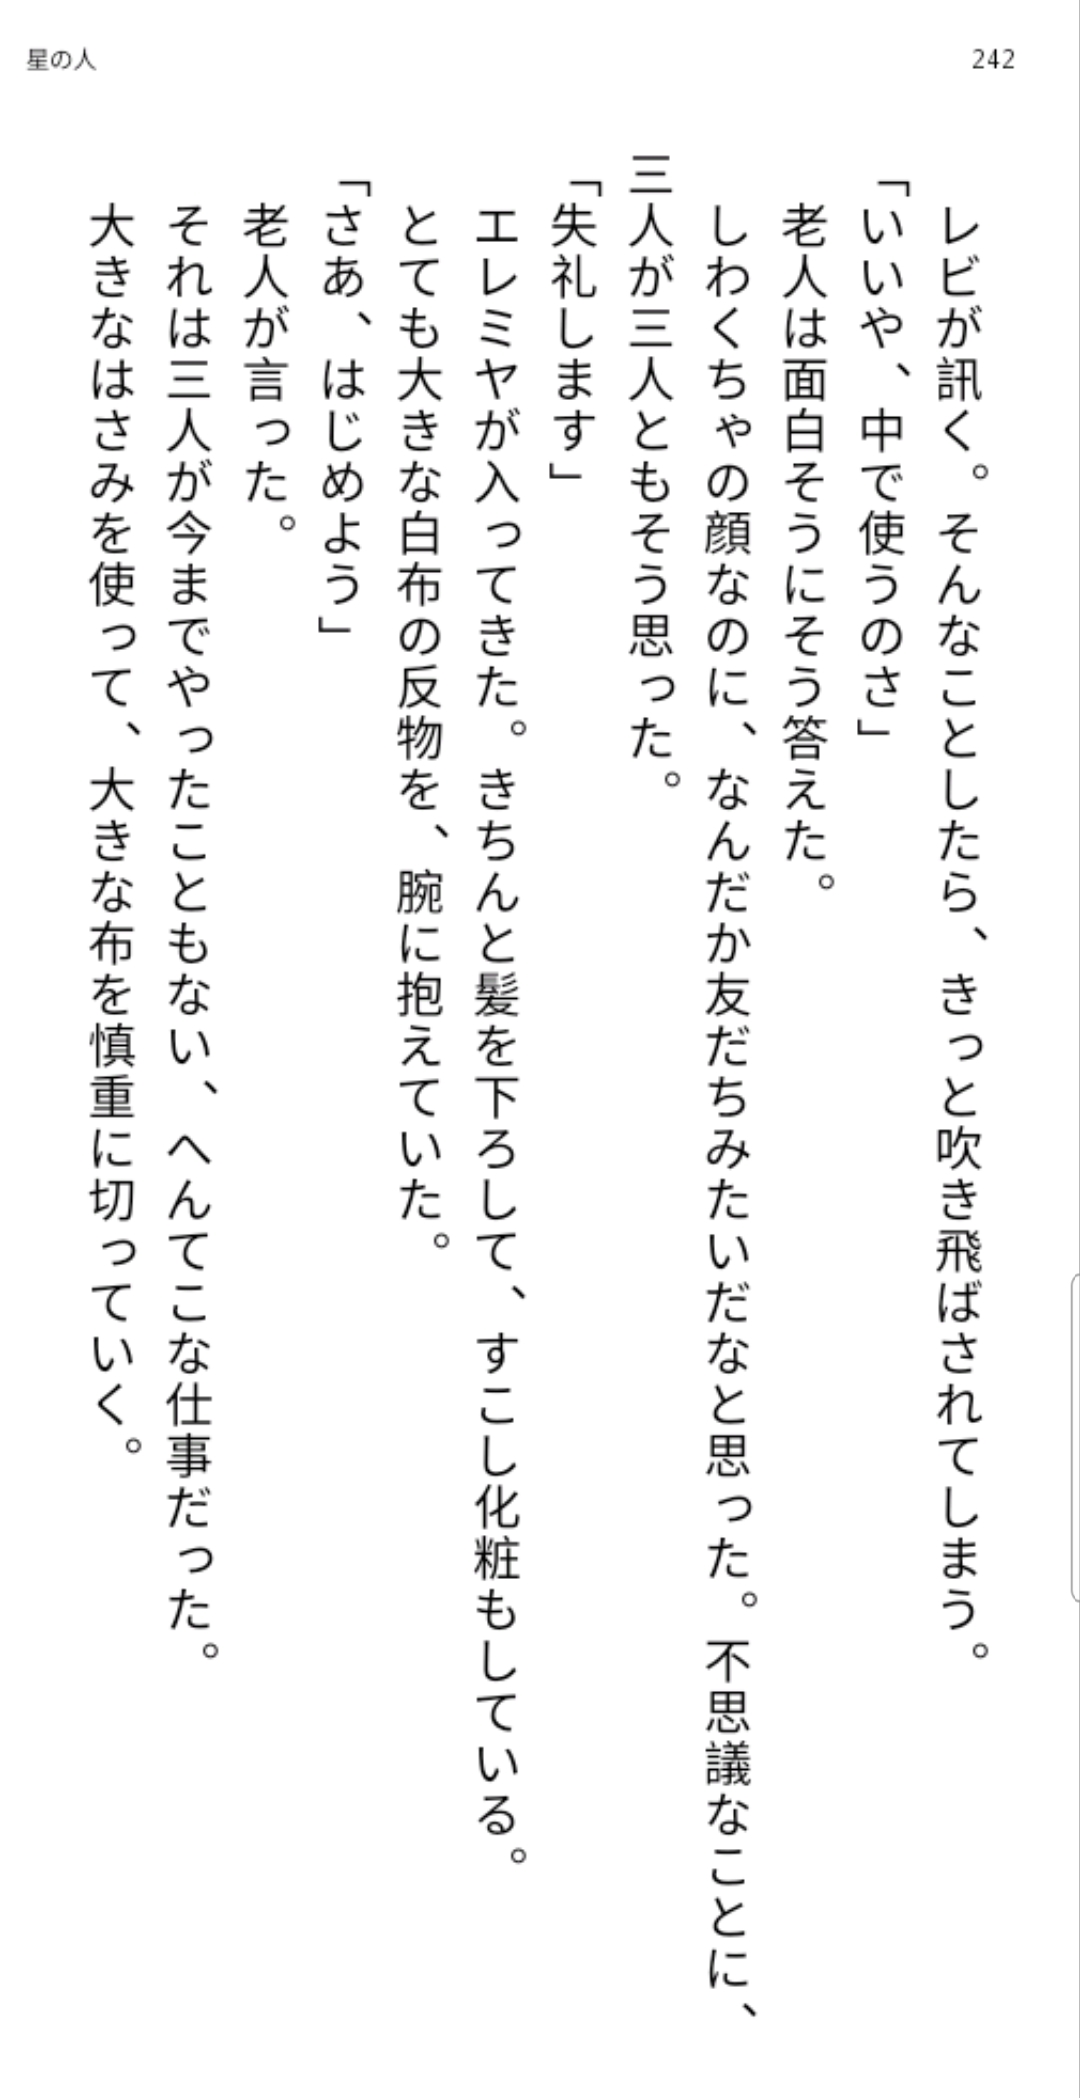 星の人
242
レビが訊く。そんなことしたら、きっと吹き飛ばされてしまう。
「いいや、中で使うのさ」
老人は面白そうにそう答えた。
しわくちゃの顔なのに、なんだか友だちみたいだなと思った。不思議なことに、
三人が三人ともそう思った。
「失礼します」
エレミヤが入ってきた。きちんと髪を下ろして、すこし化粧もしている。
とても大きな白布の反物を、腕に抱えていた。
「さあ、はじめよう」
老人が言った。
それは三人が今までやったこともない、へんてこな仕事だった。
大きなはさみを使って、大きな布を慎重に切っていく。